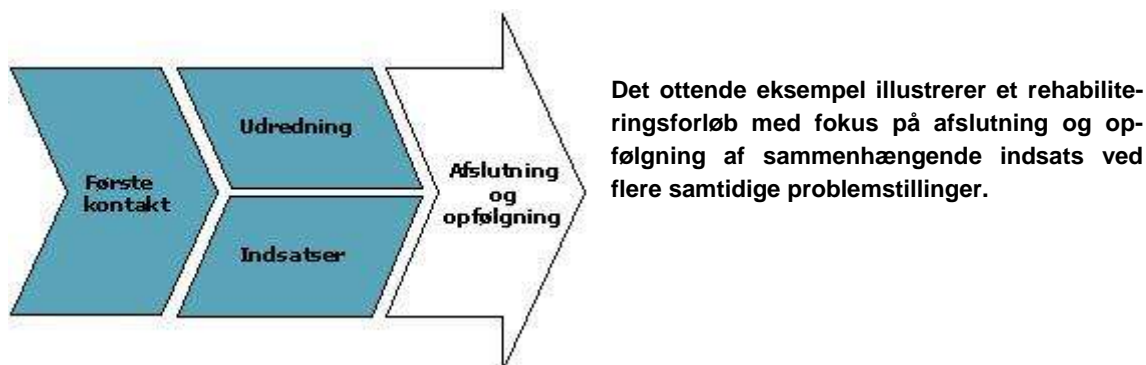 Første
kontakt
Udredning
Indsatser
Afslutning
og
opfølgning
Det ottende eksempel illustrerer et rehabilite-
ringsforløb med fokus på afslutning og op-
følgning af sammenhængende indsats ved
flere samtidige problemstillinger.